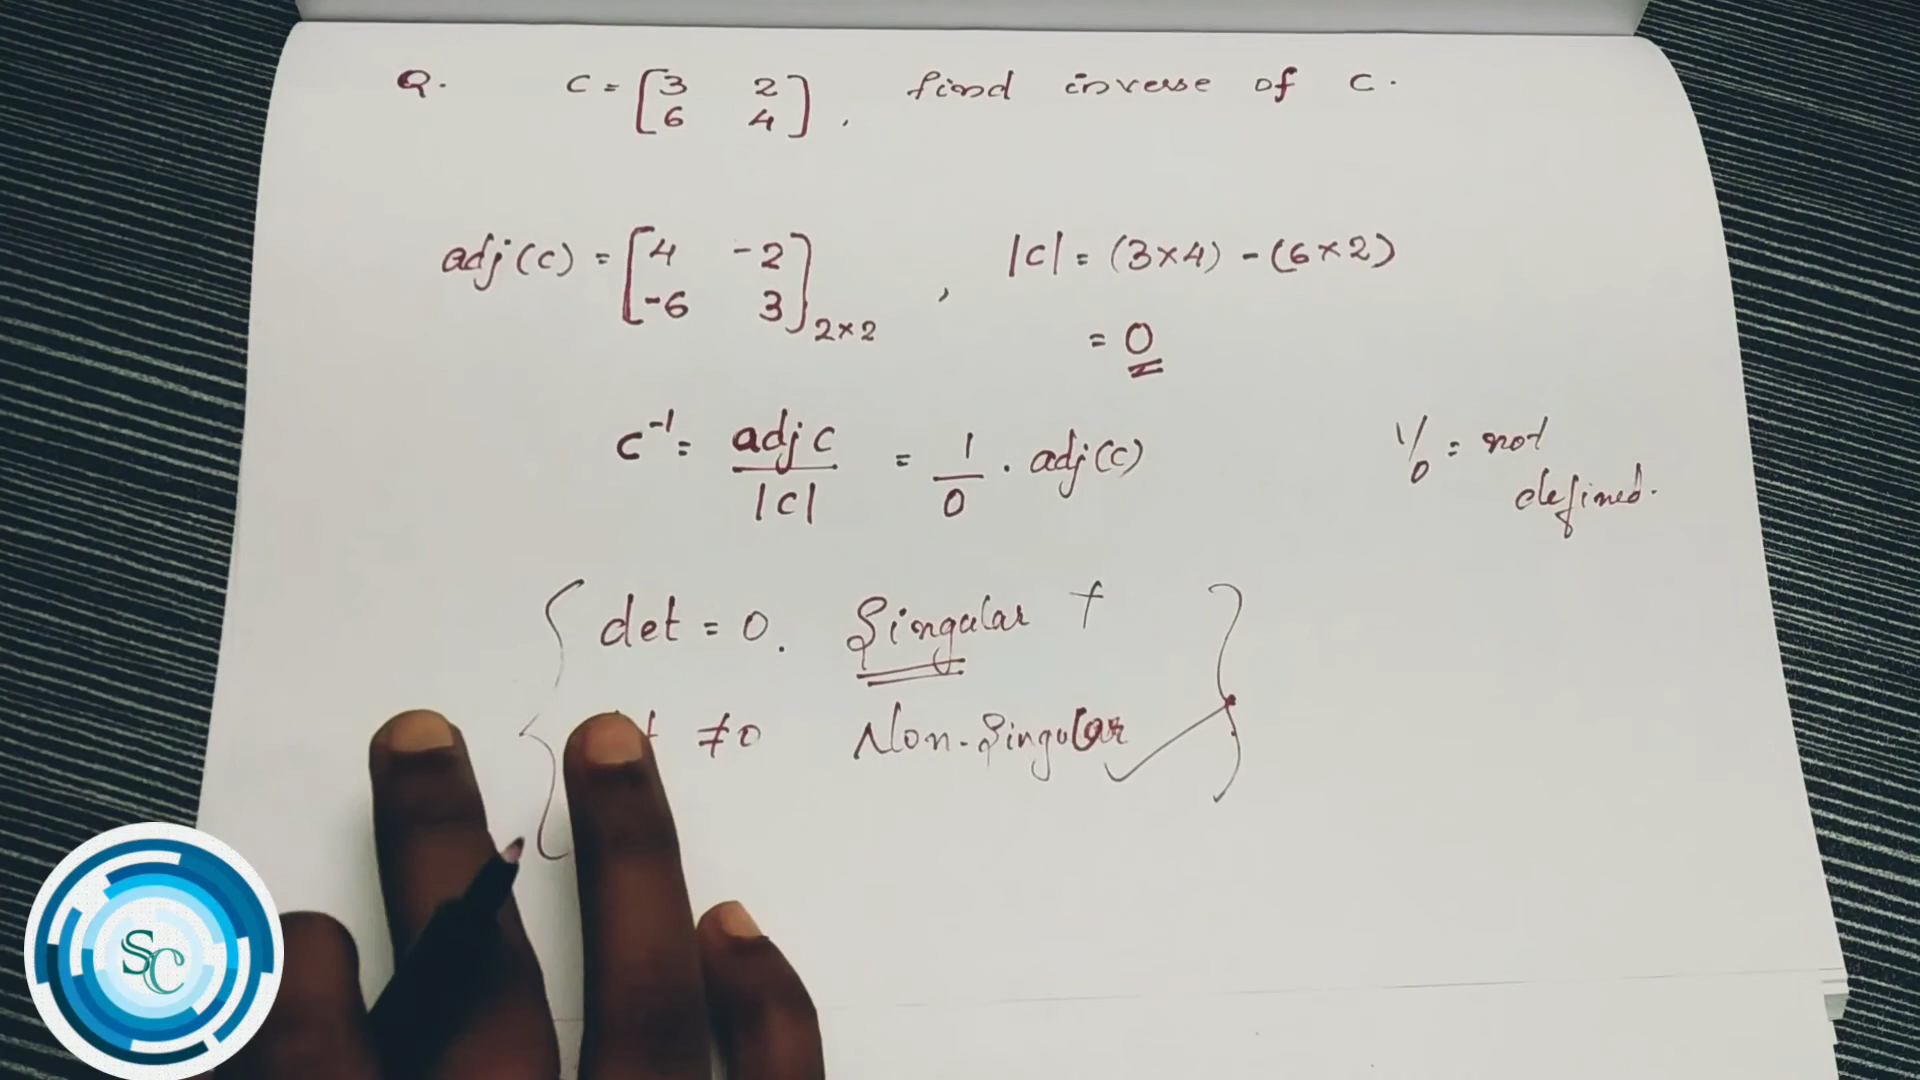 Q. C = [3 2 6 4], find inverse of C.
adj(C) = [4 -2 -6 3]2×2 , |C| = (3×4) - (6×2)
= 0
C⁻¹ = adj C / |C| = 1/0 . adj(C)
1/0 = not defined.
det = 0. Singular
≠0 Non-Singular
SC